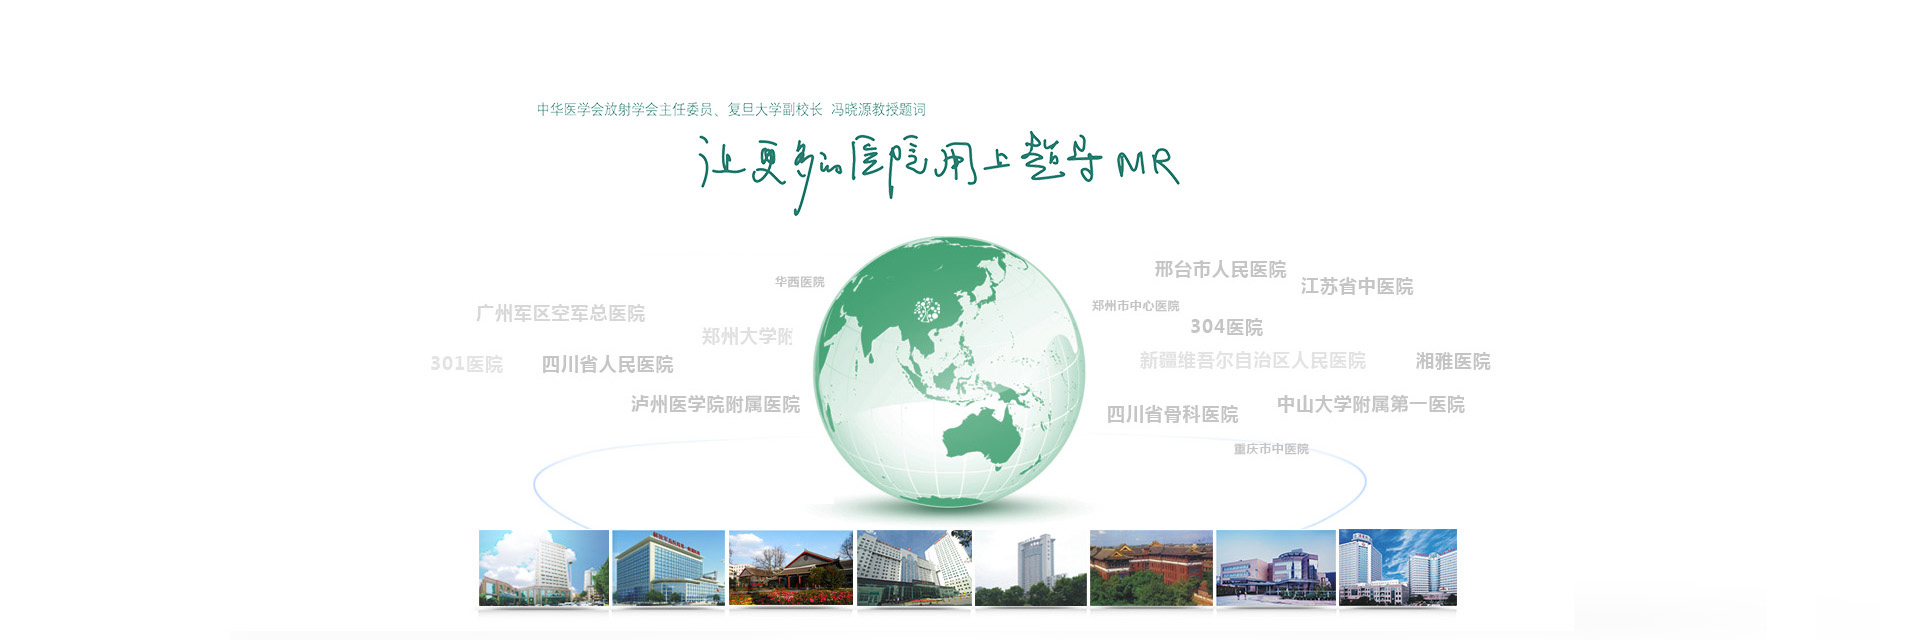 中华医学会放射学会主任委员、复旦大学副校长 冯晓源教授题词
让更多的医院用上超导MR
华西医院
邢台市人民医院
江苏省中医院
广州军区空军总医院
郑州市中心医院
郑州大学附
304医院
301医院
四川省人民医院
新疆维吾尔自治区人民医院
湘雅医院
泸州医学院附属医院
四川省骨科医院
中山大学附属第一医院
重庆市中医院